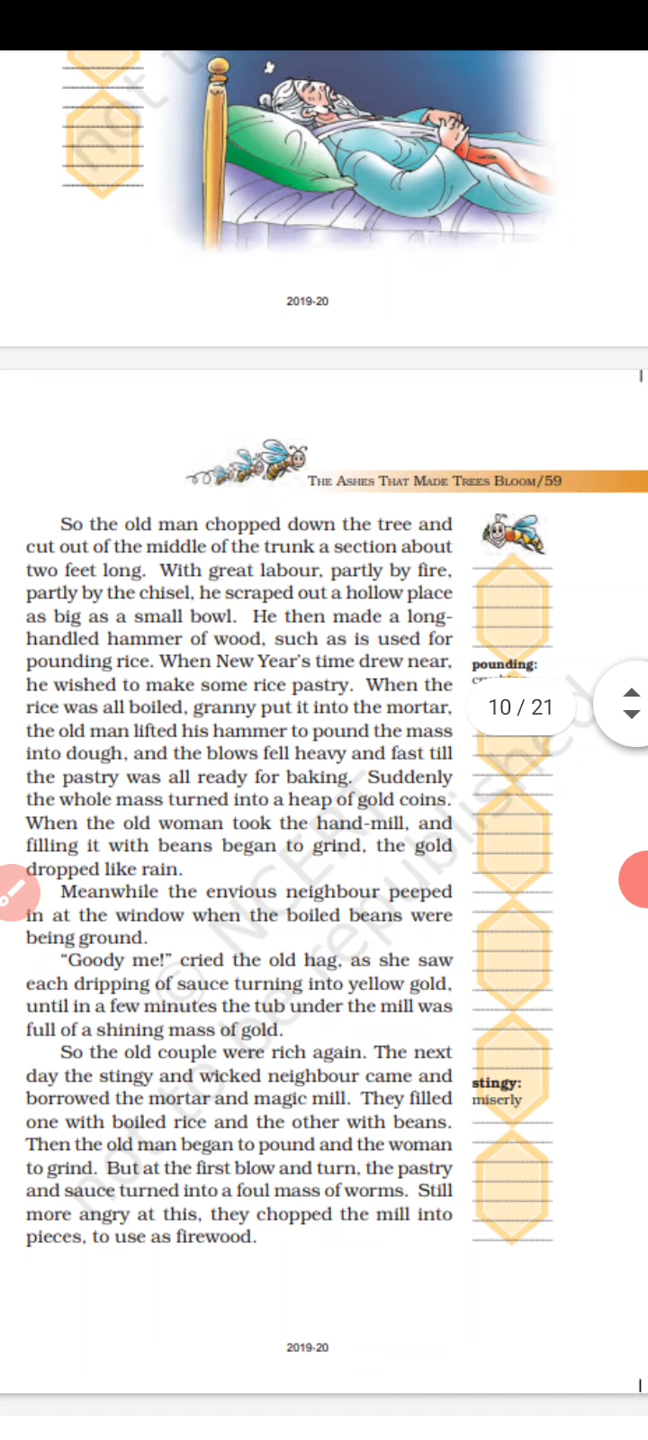 2019-20
THE ASHES THAT MADE TREES BLOOM/59
So the old man chopped down the tree and
cut out of the middle of the trunk a section about
two feet long. With great labour, partly by fire,
partly by the chisel, he scraped out a hollow place
as big as a small bowl. He then made a long-
handled hammer of wood, such as is used for
pounding rice. When New Year's time drew near,
he wished to make some rice pastry. When the
rice was all boiled, granny put it into the mortar,
the old man lifted his hammer to pound the mass
into dough, and the blows fell heavy and fast till
the pastry was all ready for baking. Suddenly
the whole mass turned into a heap of gold coins.
When the old woman took the hand-mill, and
filling it with beans began to grind, the gold
dropped like rain.
Meanwhile the envious neighbour peeped
in at the window when the boiled beans were
being ground.
“Goody me!” cried the old hag, as she saw
each dripping of sauce turning into yellow gold,
until in a few minutes the tub under the mill was
full of a shining mass of gold.
So the old couple were rich again. The next
day the stingy and wicked neighbour came and
borrowed the mortar and magic mill. They filled
one with boiled rice and the other with beans.
Then the old man began to pound and the woman
to grind. But at the first blow and turn, the pastry
and sauce turned into a foul mass of worms. Still
more angry at this, they chopped the mill into
pieces, to use as firewood.
pounding:
10 / 21
stingy:
miserly
© NCERT
not to be republished
2019-20
not t